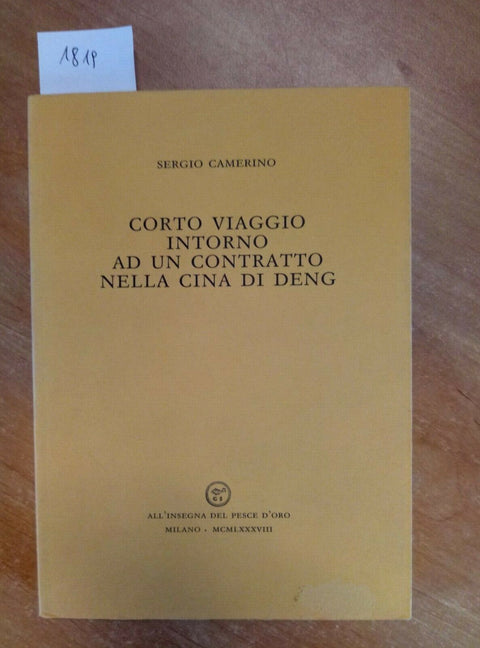 1819
SERGIO CAMERINO
CORTO VIAGGIO
INTORNO
AD UN CONTRATTO
NELLA CINA DI DENG
ALL'INSEGNA DEL PESCE D'ORO
MILANO · MCMLXXXVIII